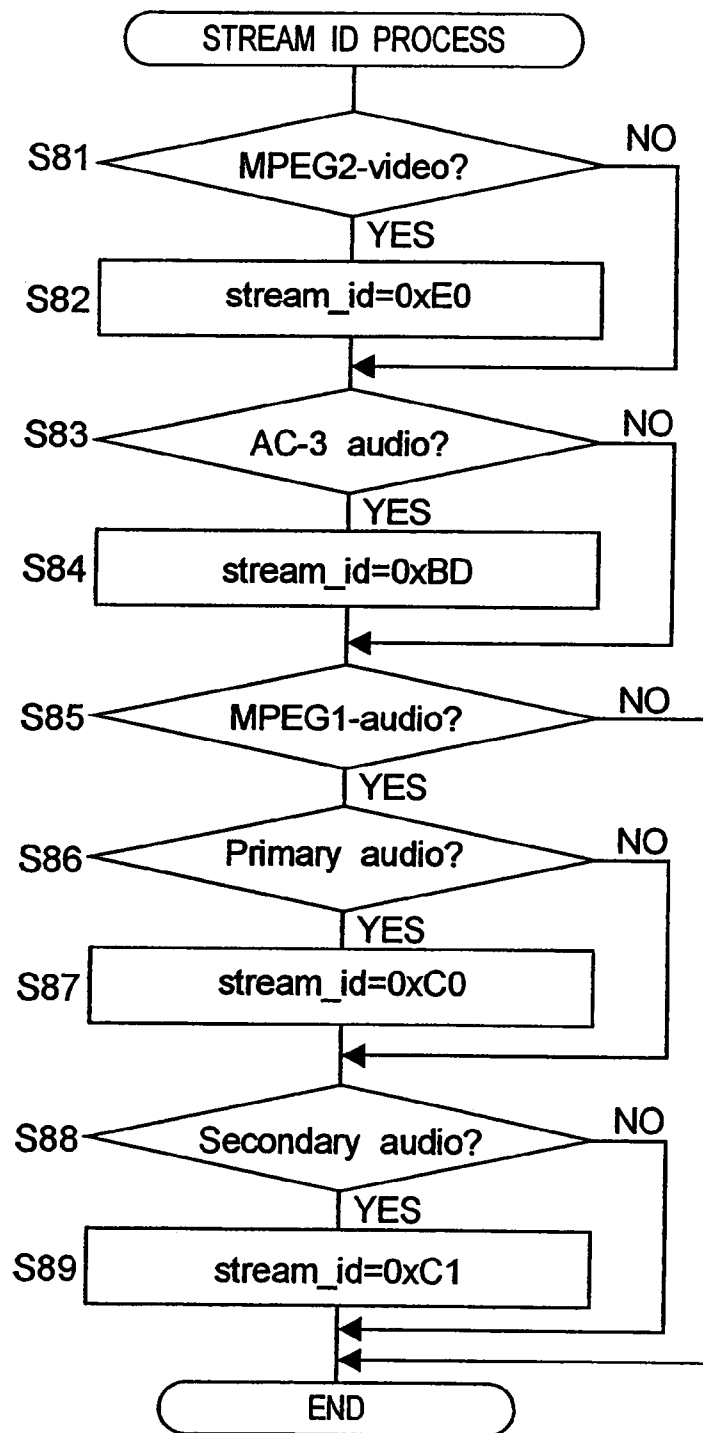 STREAM ID PROCESS
S81
MPEG2-video?
NO
YES
S82
stream_id=0xE0
S83
AC-3 audio?
NO
YES
S84
stream_id=0xBD
S85
MPEG1-audio?
NO
YES
S86
Primary audio?
NO
YES
S87
stream_id=0xC0
S88
Secondary audio?
NO
YES
S89
stream_id=0xC1
END